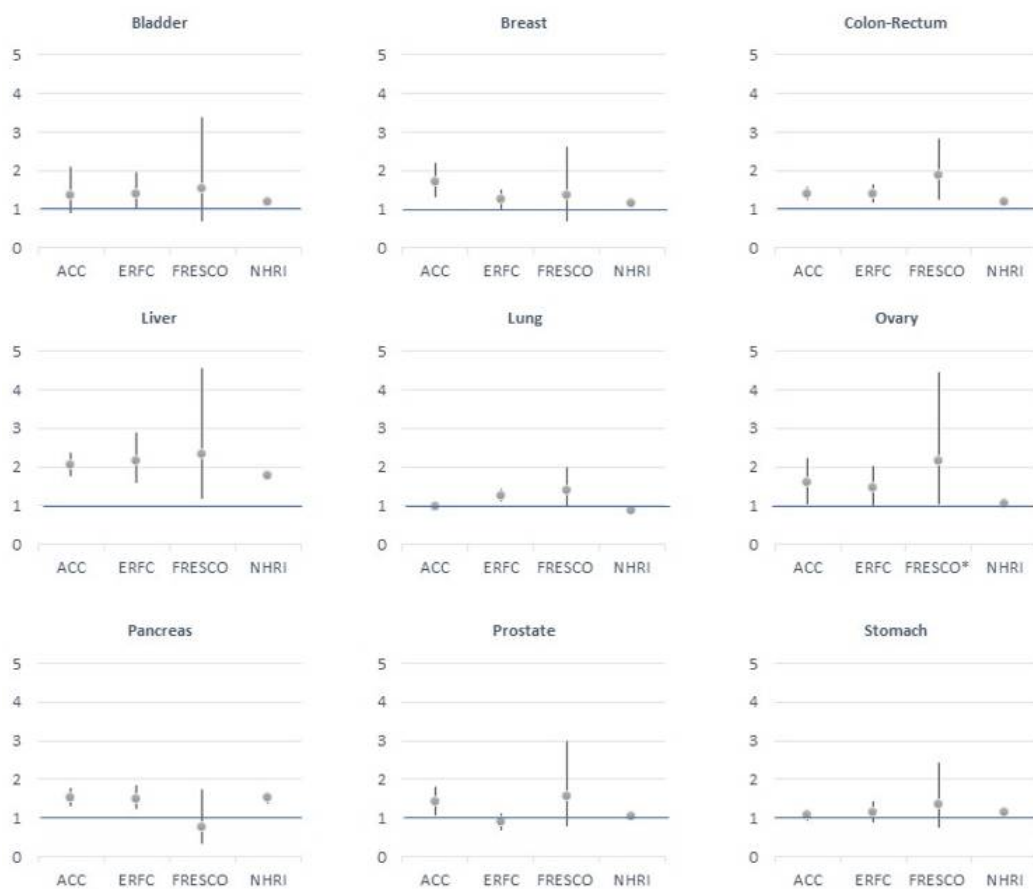 Bladder Breast Colon-Rectum
5 5 5
4 4 4
3 3 3
2 2 2
1 1 1
0 0 0
ACC ERFC FRESCO NHRI ACC ERFC FRESCO NHRI ACC ERFC FRESCO NHRI
Liver Lung Ovary
5 5 5
4 4 4
3 3 3
2 2 2
1 1 1
0 0 0
ACC ERFC FRESCO NHRI ACC ERFC FRESCO NHRI ACC ERFC FRESCO* NHRI
Pancreas Prostate Stomach
5 5 5
4 4 4
3 3 3
2 2 2
1 1 1
0 0 0
ACC ERFC FRESCO NHRI ACC ERFC FRESCO NHRI ACC ERFC FRESCO NHRI